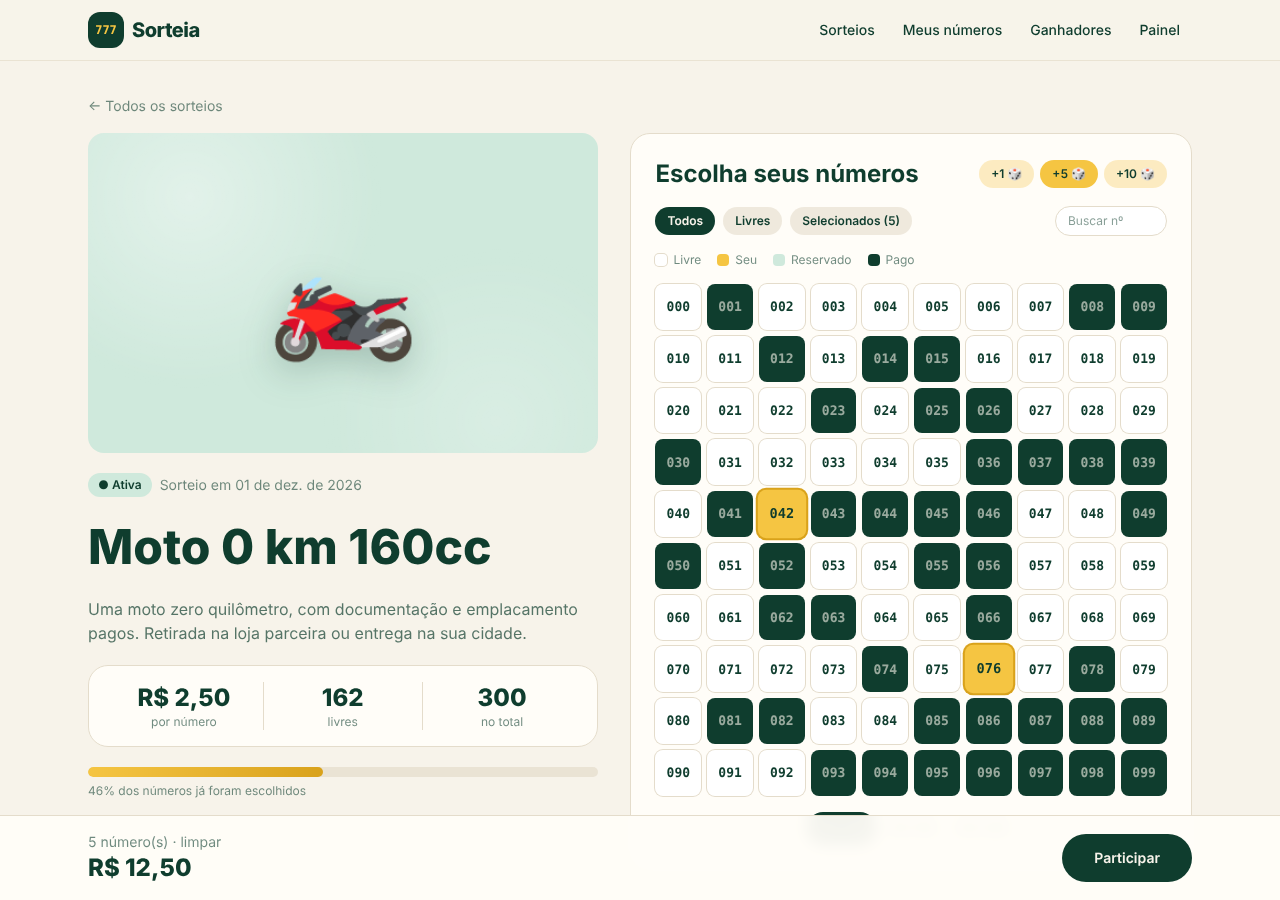 777 Sorteia
Sorteios Meus números Ganhadores Painel
← Todos os sorteios
Ativa Sorteio em 01 de dez. de 2026
Moto 0 km 160cc
Uma moto zero quilômetro, com documentação e emplacamento
pagos. Retirada na loja parceira ou entrega na sua cidade.
R$ 2,50 162 300
por número livres no total
46% dos números já foram escolhidos
Escolha seus números +1 🎲 +5 🎲 +10 🎲
Todos Livres Selecionados (5) Buscar nº
Livre Seu Reservado Pago
000 001 002 003 004 005 006 007 008 009
010 011 012 013 014 015 016 017 018 019
020 021 022 023 024 025 026 027 028 029
030 031 032 033 034 035 036 037 038 039
040 041 042 043 044 045 046 047 048 049
050 051 052 053 054 055 056 057 058 059
060 061 062 063 064 065 066 067 068 069
070 071 072 073 074 075 076 077 078 079
080 081 082 083 084 085 086 087 088 089
090 091 092 093 094 095 096 097 098 099
5 número(s) · limpar
R$ 12,50
Participar